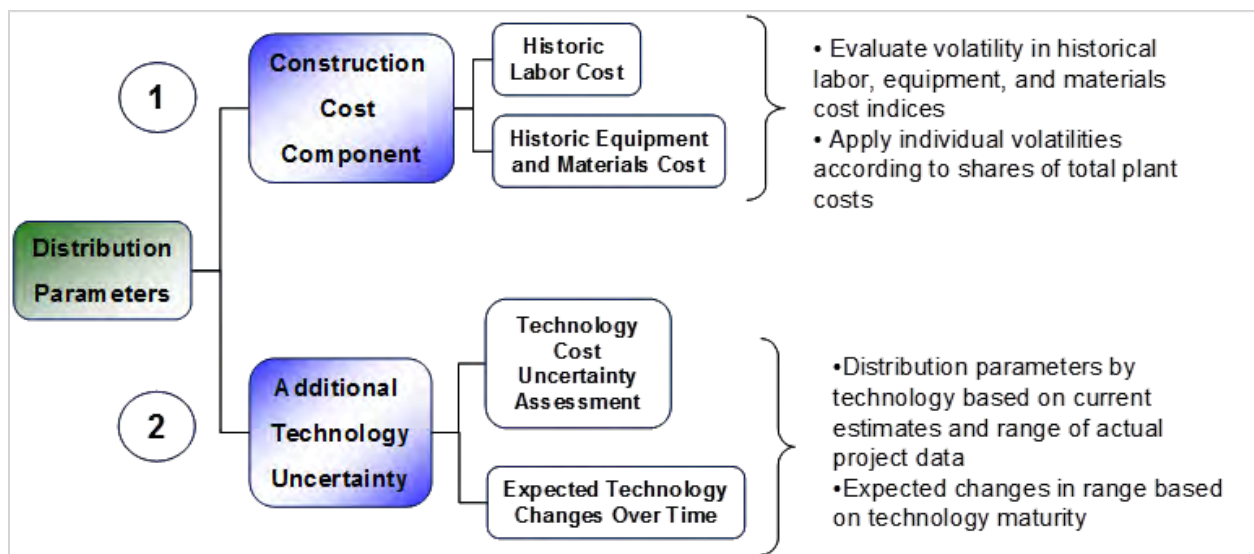 1
Construction
Cost
Component
Historic
Labor Cost
Historic Equipment
and Materials Cost
• Evaluate volatility in historical
labor, equipment, and materials
cost indices
• Apply individual volatilities
according to shares of total plant
costs
Distribution
Parameters
2
Additional
Technology
Uncertainty
Technology
Cost
Uncertainty
Assessment
Expected Technology
Changes Over Time
•Distribution parameters by
technology based on current
estimates and range of actual
project data
•Expected changes in range based
on technology maturity